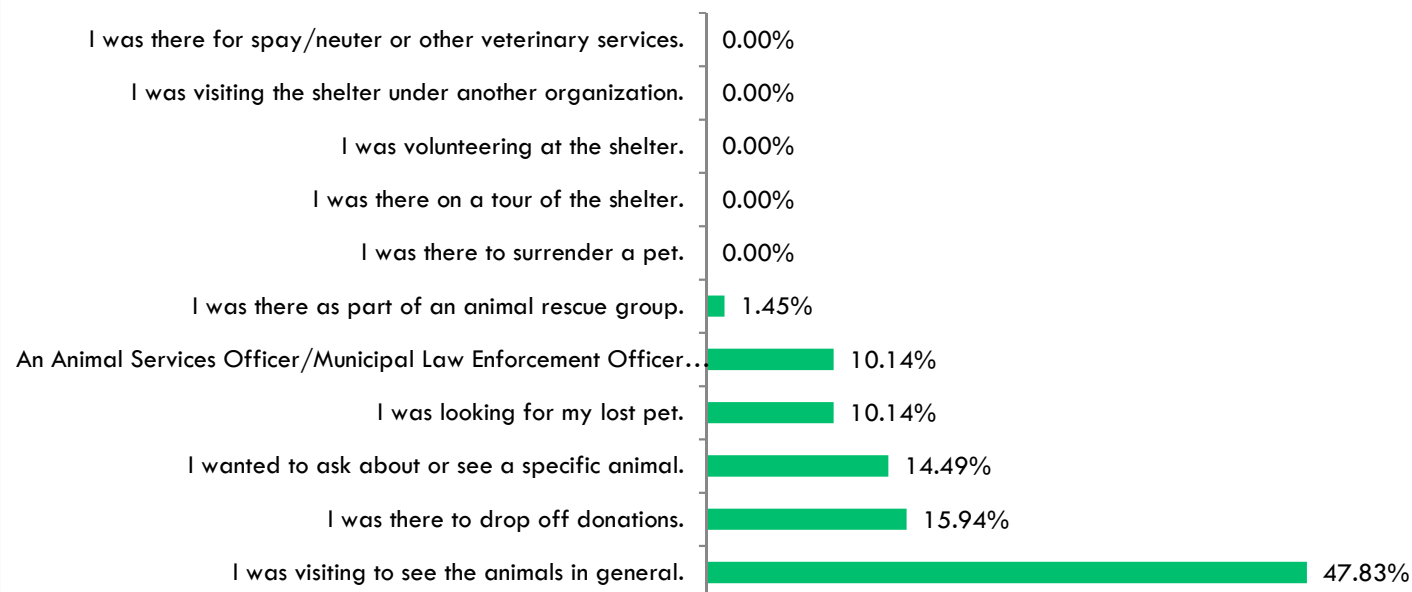 I was there for spay/neuter or other veterinary services. 0.00%
I was visiting the shelter under another organization. 0.00%
I was volunteering at the shelter. 0.00%
I was there on a tour of the shelter. 0.00%
I was there to surrender a pet. 0.00%
I was there as part of an animal rescue group. 1.45%
An Animal Services Officer/Municipal Law Enforcement Officer… 10.14%
I was looking for my lost pet. 10.14%
I wanted to ask about or see a specific animal. 14.49%
I was there to drop off donations. 15.94%
I was visiting to see the animals in general. 47.83%